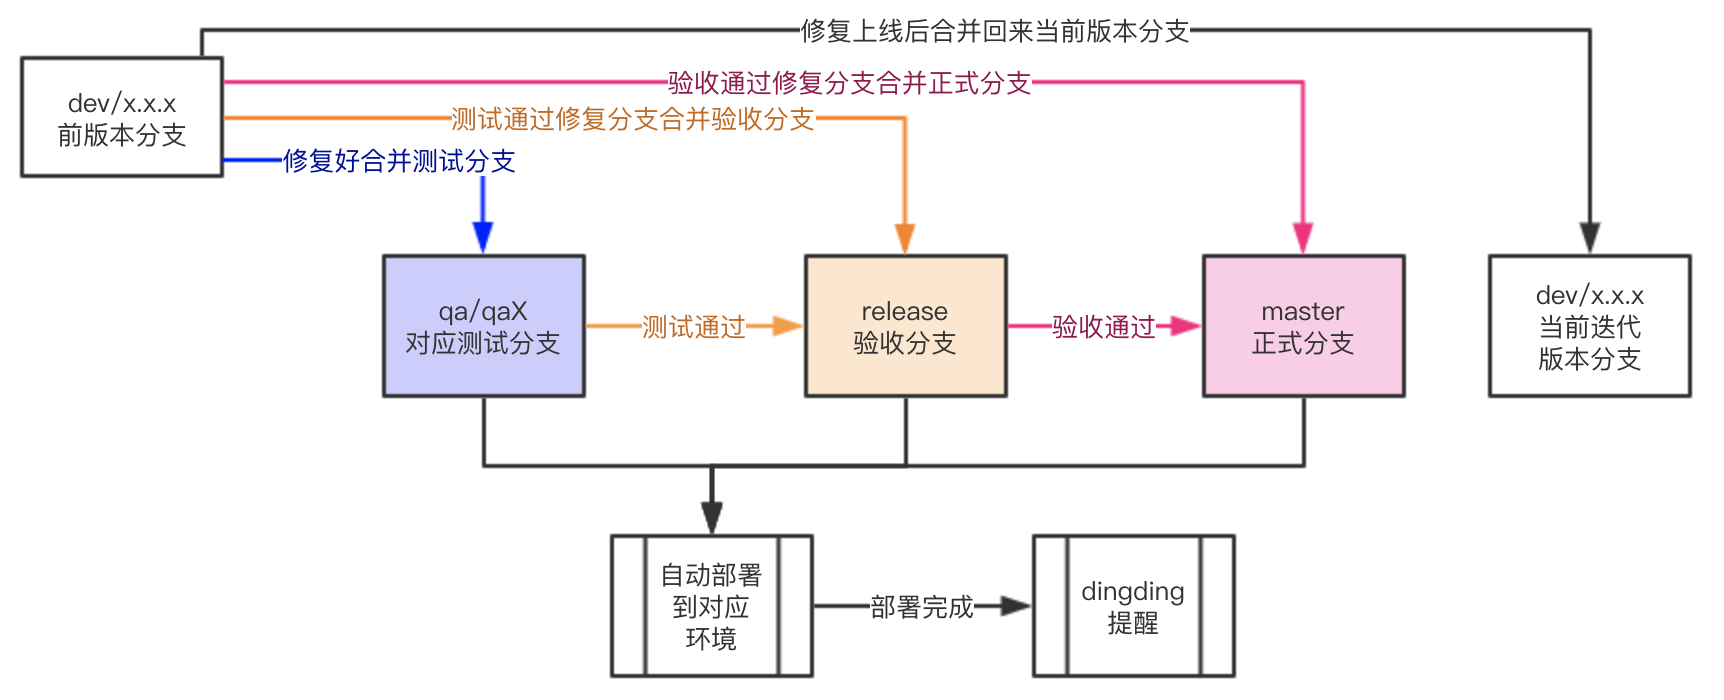 修复上线后合并回来当前版本分支
验收通过修复分支合并正式分支
dev/x.x.x
前版本分支
测试通过修复分支合并验收分支
修复好合并测试分支
qa/qaX
对应测试分支
测试通过
release
验收分支
验收通过
master
正式分支
dev/x.x.x
当前迭代
版本分支
自动部署
到对应
环境
部署完成
dingding
提醒